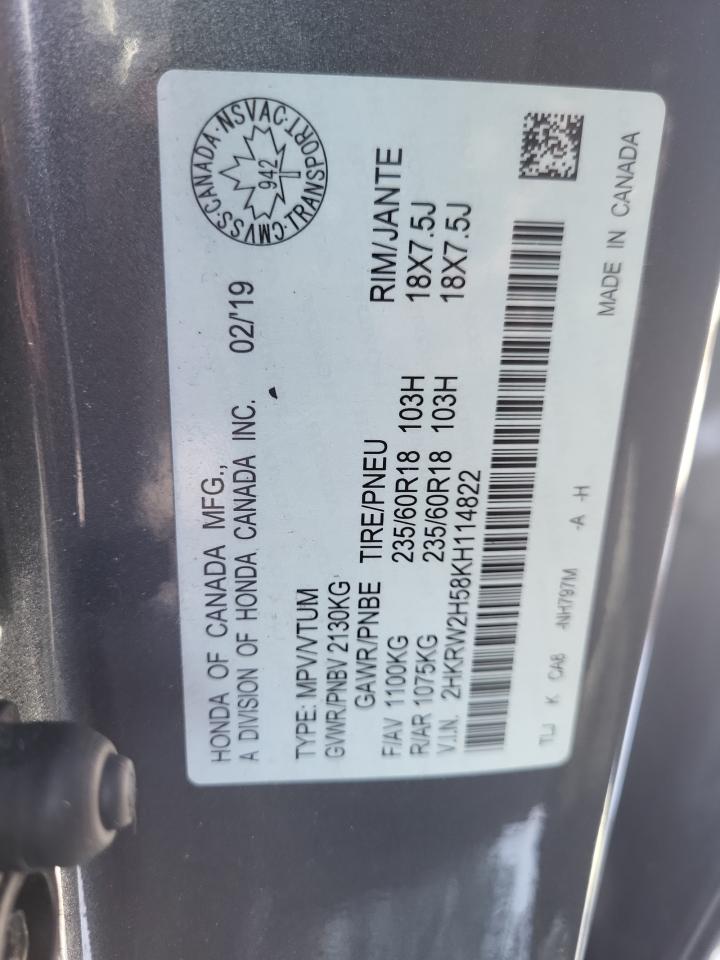 HONDA OF CANADA MFG.,
A DIVISION OF HONDA CANADA INC. 02/'19
CMVSS·CANADA·NSVAC·TRANSPORT·
942
TYPE: MPV/VTUM
GVWR/PNBV 2130KG
GAWR/PNBE TIRE/PNEU RIM/JANTE
F/AV 1100KG 235/60R18 103H 18X7.5J
R/AR 1075KG 235/60R18 103H 18X7.5J
V.I.N. 2HKRW2H58KH114822
TLJ K CA8 -NH797M -A -H
MADE IN CANADA